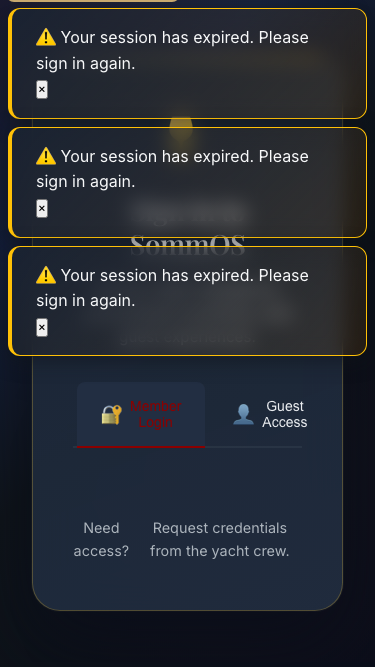 ⚠️ Your session has expired. Please
sign in again.
×
⚠️ Your session has expired. Please
sign in again.
×
SommOS
⚠️ Your session has expired. Please
sign in again.
×
Member
Login
Guest
Access
Need
access?
Request credentials
from the yacht crew.